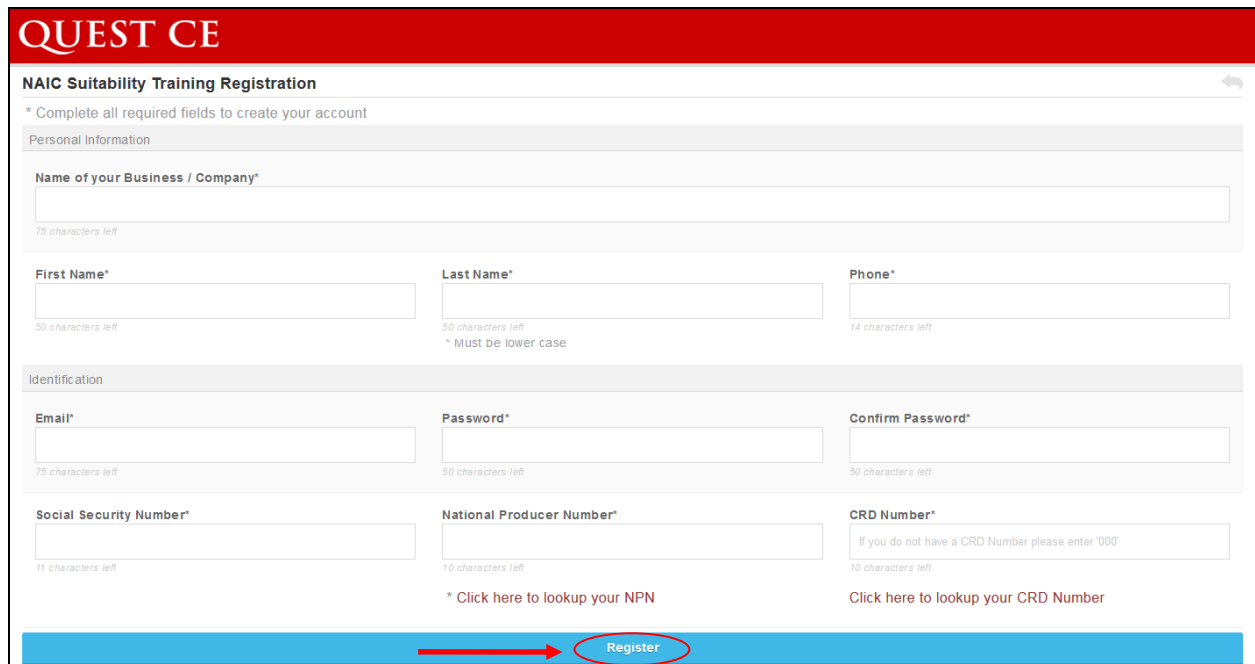 QUEST CE
NAIC Suitability Training Registration
* Complete all required fields to create your account
Personal Information
Name of your Business / Company*
75 characters left
First Name* Last Name* Phone*
50 characters left 50 characters left 14 characters left
* Must be lower case
Identification
Email* Password* Confirm Password*
75 characters left 50 characters left 50 characters left
Social Security Number* National Producer Number* CRD Number*
If you do not have a CRD Number please enter '000'
11 characters left 10 characters left 10 characters left
* Click here to lookup your NPN Click here to lookup your CRD Number
Register